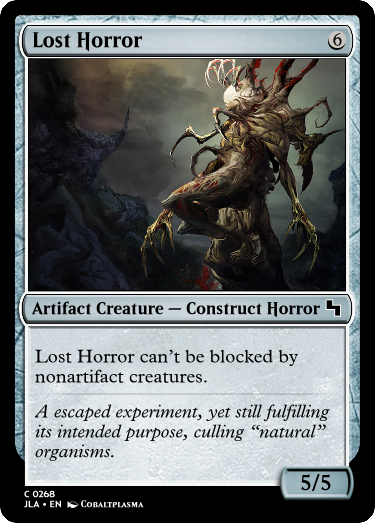 Lost Horror 6
Artifact Creature — Construct Horror
Lost Horror can't be blocked by
nonartifact creatures.
A escaped experiment, yet still fulfilling
its intended purpose, culling “natural”
organisms.
5/5
C 0268
JLA • EN Cobaltplasma